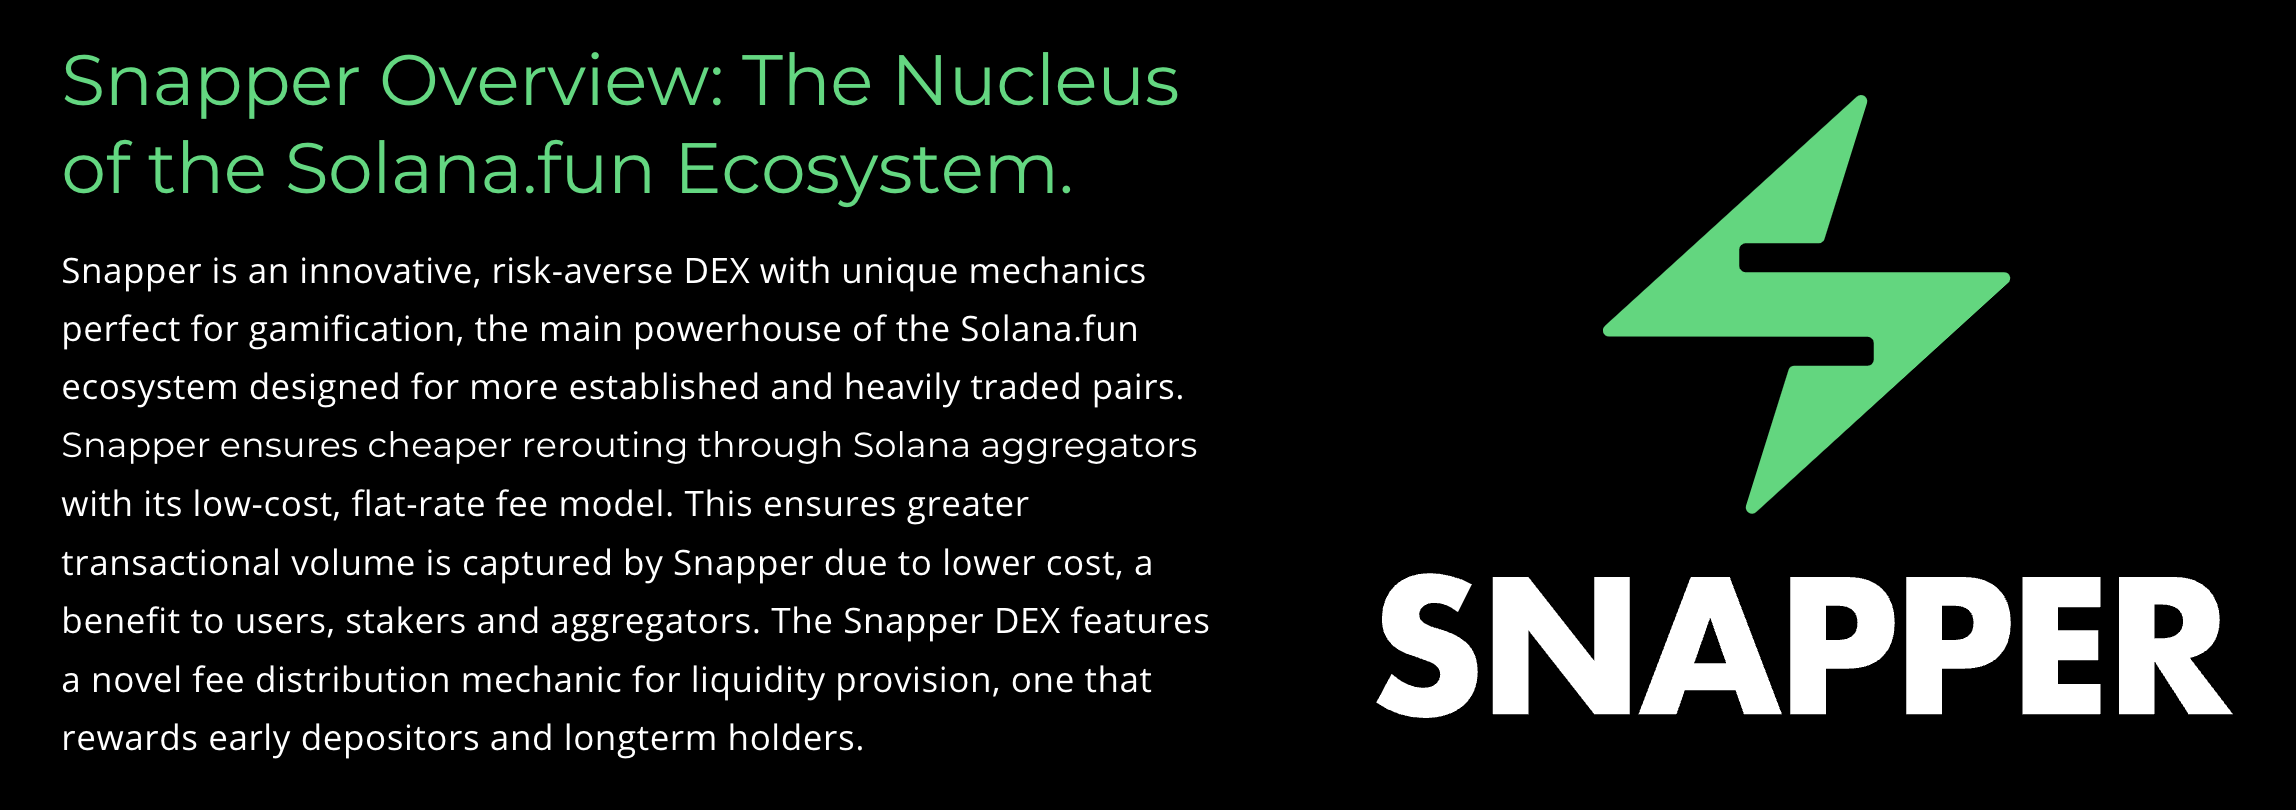 Snapper Overview: The Nucleus
of the Solana.fun Ecosystem.
Snapper is an innovative, risk-averse DEX with unique mechanics
perfect for gamification, the main powerhouse of the Solana.fun
ecosystem designed for more established and heavily traded pairs.
Snapper ensures cheaper rerouting through Solana aggregators
with its low-cost, flat-rate fee model. This ensures greater
transactional volume is captured by Snapper due to lower cost, a
benefit to users, stakers and aggregators. The Snapper DEX features
a novel fee distribution mechanic for liquidity provision, one that
rewards early depositors and longterm holders.
SNAPPER